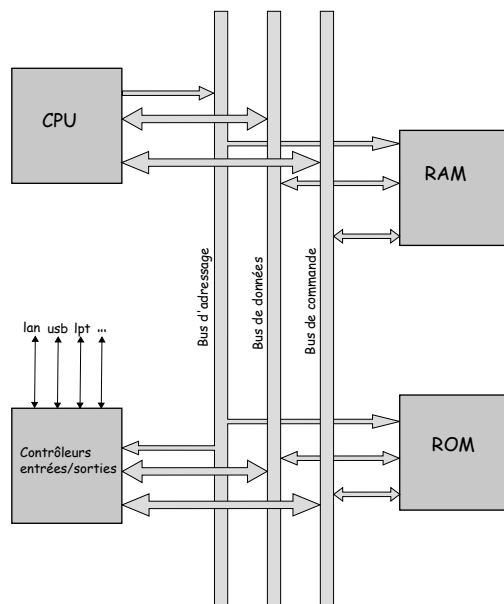 CPU
RAM
Bus d'adressage
Bus de données
Bus de commande
lan usb lpt ...
Contrôleurs
entrées/sorties
ROM